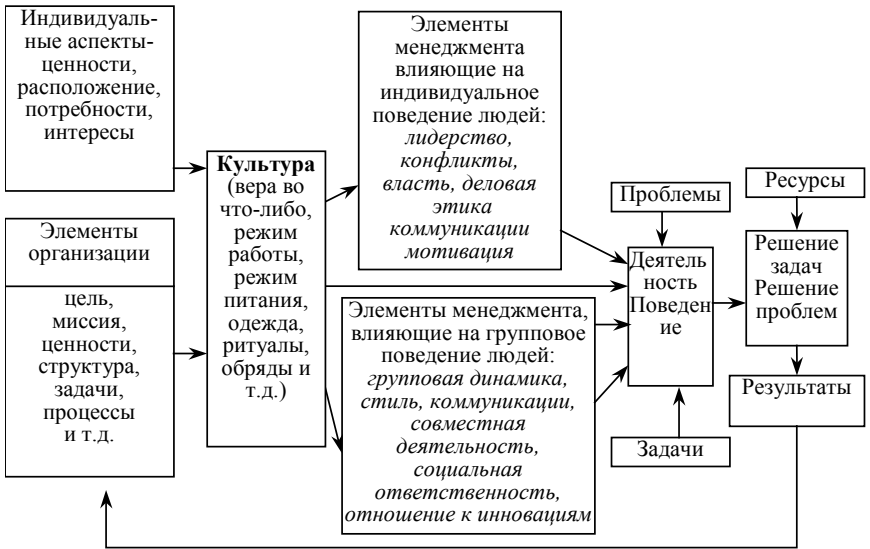 Индивидуаль-
ные аспекты-
ценности,
расположение,
потребности,
интересы
Элементы
организации
цель,
миссия,
ценности,
структура,
задачи,
процессы
и т.д.
Культура
(вера во
что-либо,
режим
работы,
режим
питания,
одежда,
ритуалы,
обряды и
т.д.)
Элементы
менеджмента
влияющие на
индивидуальное
поведение людей:
лидерство,
конфликты,
власть, деловая
этика
коммуникации
мотивация
Элементы менеджмента,
влияющие на групповое
поведение людей:
групповая динамика,
стиль, коммуникации,
совместная
деятельность,
социальная
ответственность,
отношение к инновациям
Проблемы
Деятель
ность
Поведен
ие
Задачи
Ресурсы
Решение
задач
Решение
проблем
Результаты